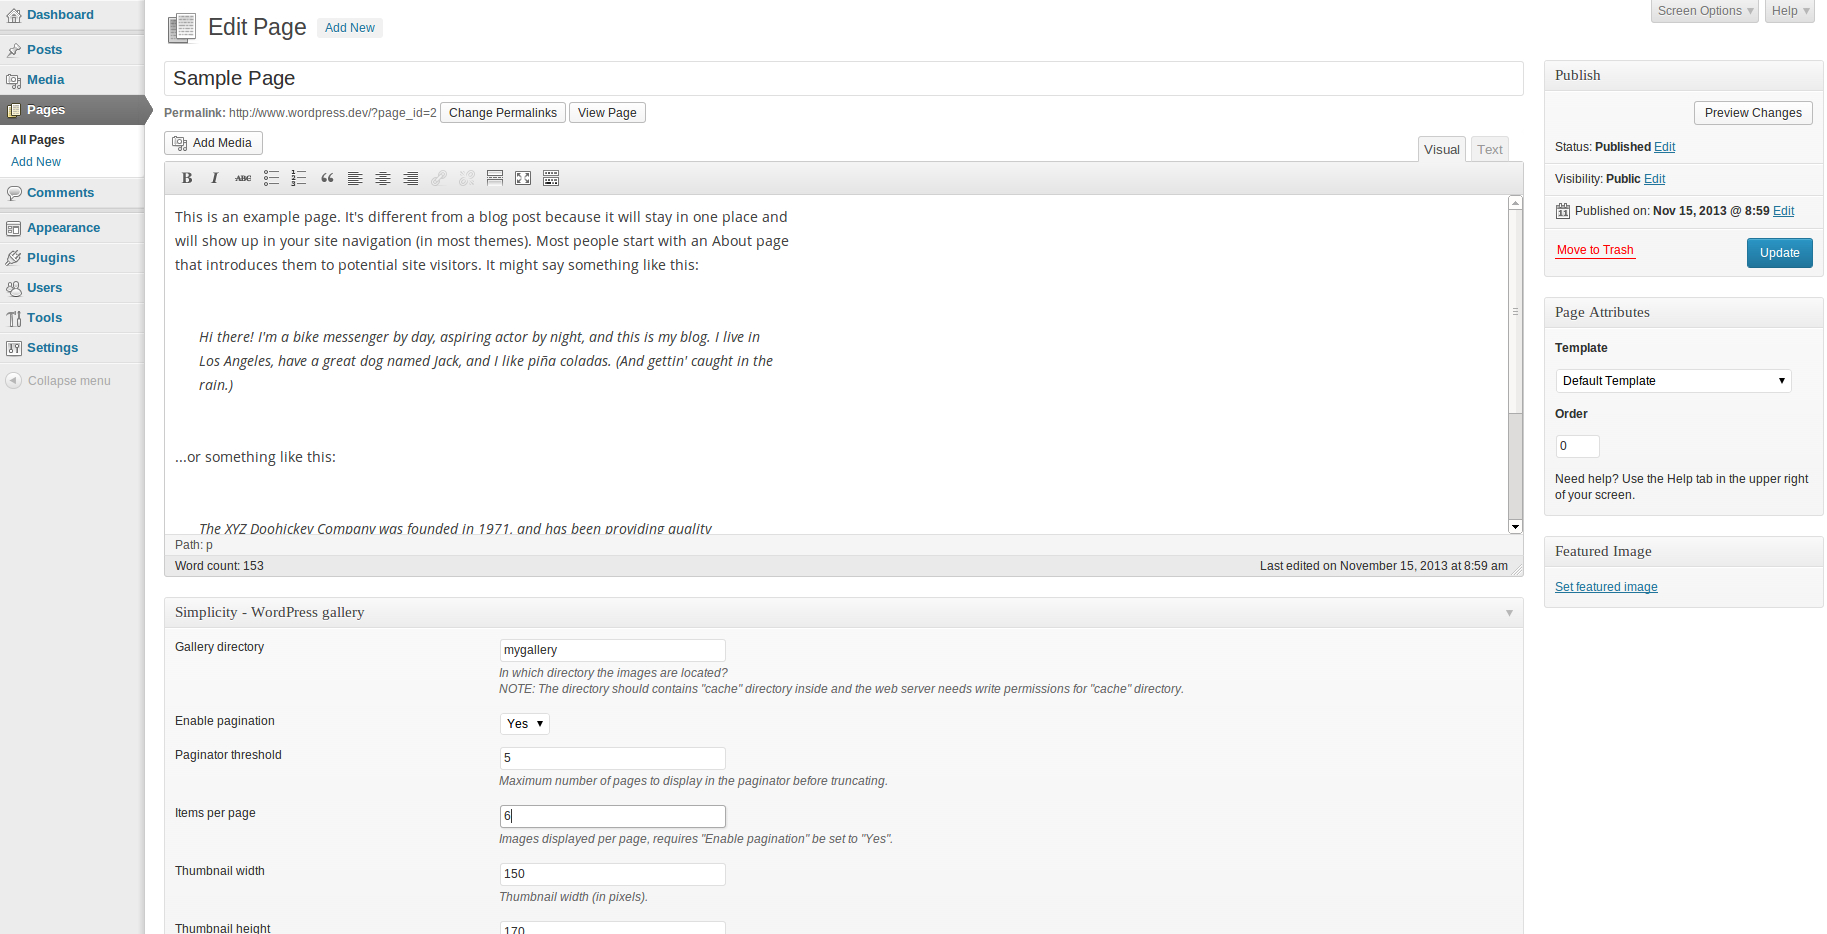 Dashboard
Posts
Media
Pages
All Pages
Add New
Comments
Appearance
Plugins
Users
Tools
Settings
Collapse menu
Screen Options
Help
Edit Page Add New
Sample Page
Permalink: http://www.wordpress.dev/?page_id=2 Change Permalinks View Page
Add Media
Visual Text
B I ABC
This is an example page. It's different from a blog post because it will stay in one place and
will show up in your site navigation (in most themes). Most people start with an About page
that introduces them to potential site visitors. It might say something like this:
Hi there! I'm a bike messenger by day, aspiring actor by night, and this is my blog. I live in
Los Angeles, have a great dog named Jack, and I like piña coladas. (And gettin' caught in the
rain.)
...or something like this:
The XYZ Doohickey Company was founded in 1971, and has been providing quality
Path: p
Word count: 153 Last edited on November 15, 2013 at 8:59 am
Simplicity - WordPress gallery
Gallery directory mygallery
In which directory the images are located?
NOTE: The directory should contains "cache" directory inside and the web server needs write permissions for "cache" directory.
Enable pagination Yes
Paginator threshold 5
Maximum number of pages to display in the paginator before truncating.
Items per page 6
Images displayed per page, requires "Enable pagination" be set to "Yes".
Thumbnail width 150
Thumbnail width (in pixels).
Thumbnail height 170
Publish
Preview Changes
Status: Published Edit
Visibility: Public Edit
11 Published on: Nov 15, 2013 @ 8:59 Edit
Move to Trash Update
Page Attributes
Template
Default Template
Order
0
Need help? Use the Help tab in the upper right
of your screen.
Featured Image
Set featured image